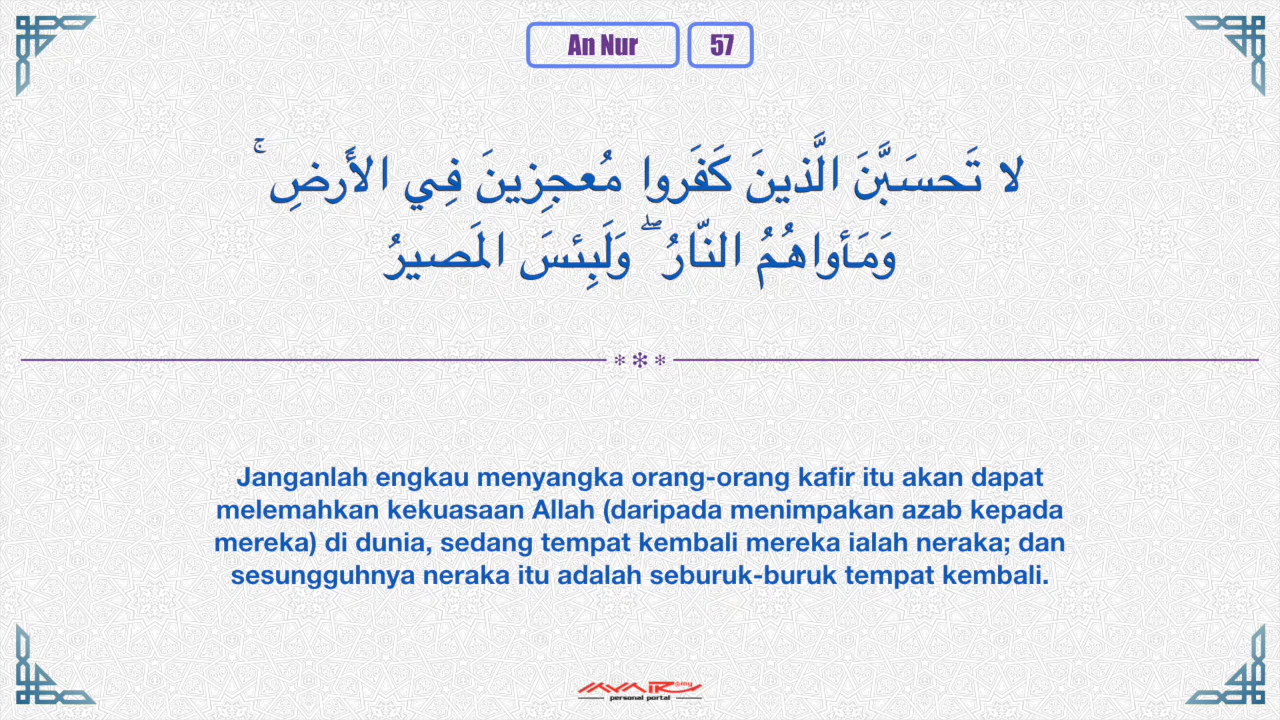 An Nur 57
لا تَحسَبَنَّ الَّذينَ كَفَروا مُعجِزينَ فِي الأَرضِ ۚ
وَمَأواهُمُ النّارُ ۖ وَلَبِئسَ المَصيرُ
Janganlah engkau menyangka orang-orang kafir itu akan dapat
melemahkan kekuasaan Allah (daripada menimpakan azab kepada
mereka) di dunia, sedang tempat kembali mereka ialah neraka; dan
sesungguhnya neraka itu adalah seburuk-buruk tempat kembali.
personal portal